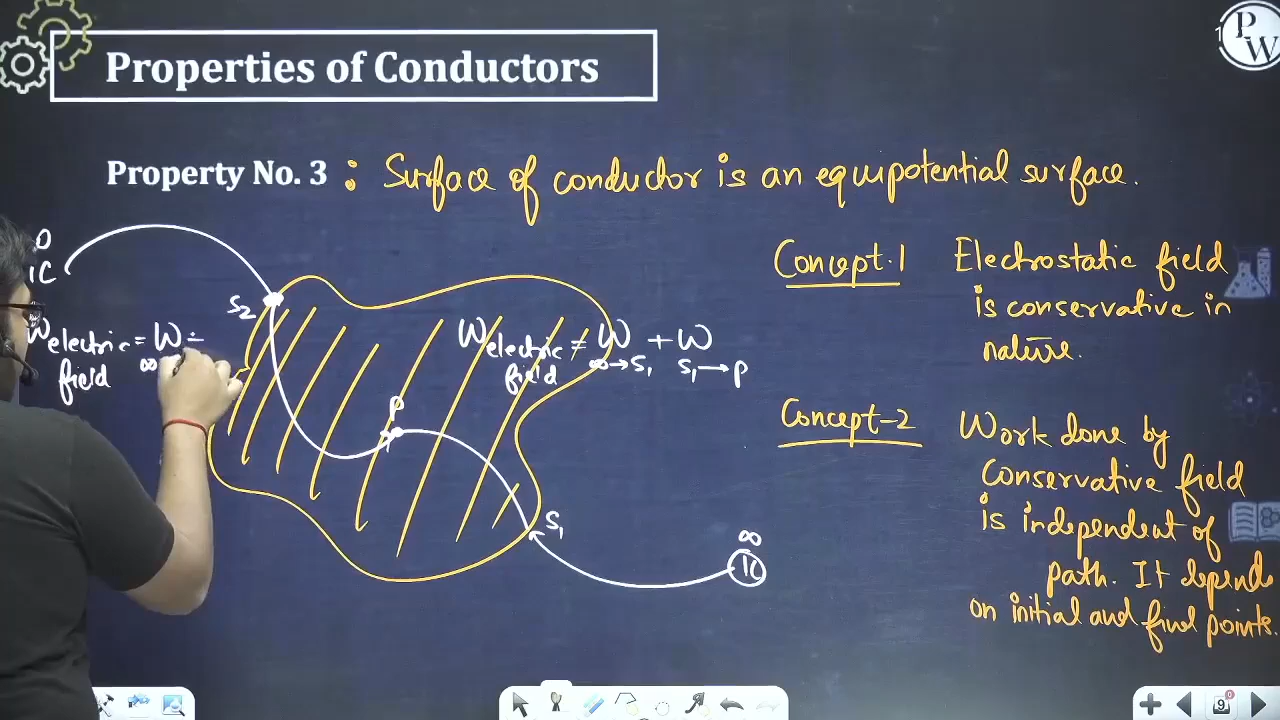 PW
Properties of Conductors
Property No. 3 : Surface of conductor is an equipotential surface.
Concept-1 Electrostatic field
is conservative in
nature.
Concept-2 Work done by
Conservative field
is independent of
path. It depends
on initial and final points.
1C
S2
W electric field = W
W electric field = W + W
∞→S1 S1→P
P
S1
∞
1C
9